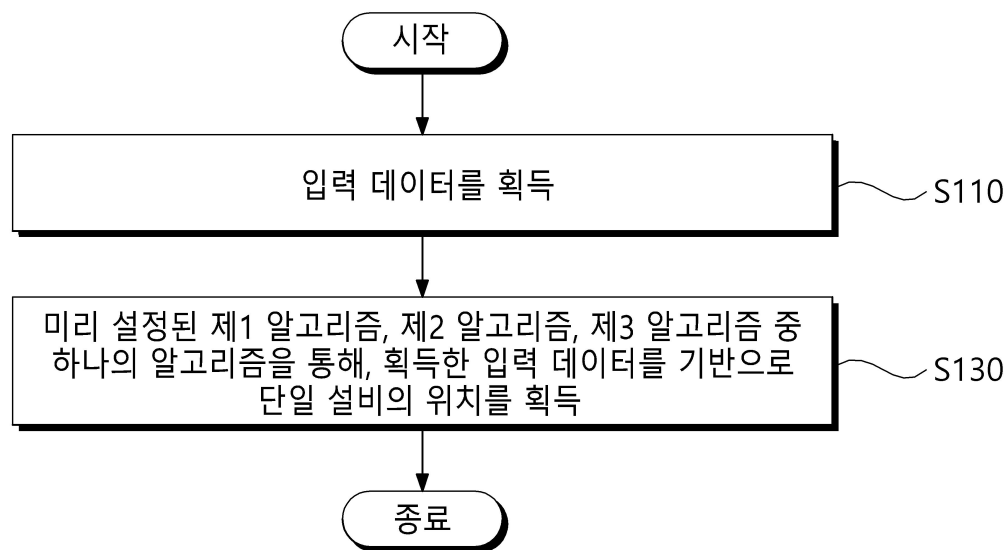 시작
입력 데이터를 획득
S110
미리 설정된 제1 알고리즘, 제2 알고리즘, 제3 알고리즘 중
하나의 알고리즘을 통해, 획득한 입력 데이터를 기반으로
단일 설비의 위치를 획득
S130
종료